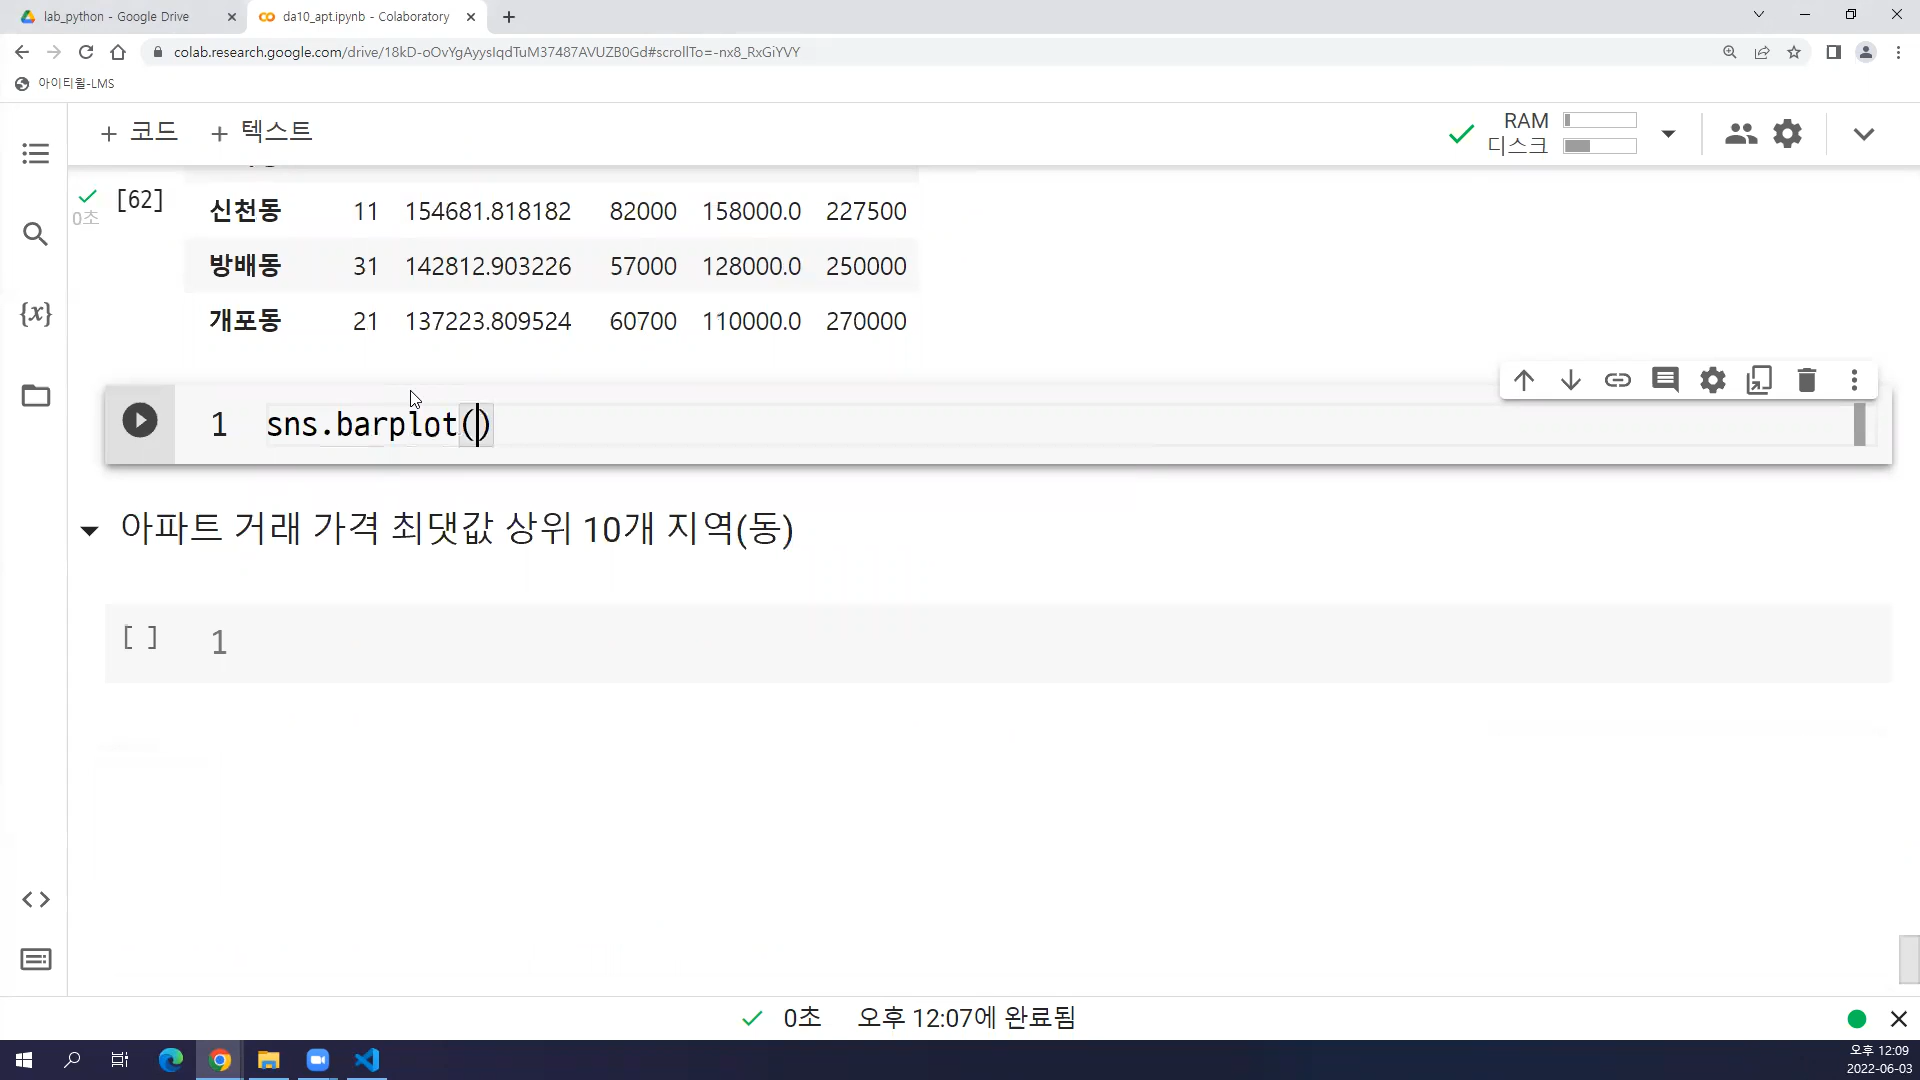 lab_python - Google Drive
da10_apt.ipynb - Colaboratory
colab.research.google.com/drive/18kD-oOvYgAyysIqdTuM37487AVUZB0Gd#scrollTo=-nx8_RxGiYVY
아이티윌-LMS
+ 코드 + 텍스트
RAM
디스크
0초
[62]
신천동 11 154681.818182 82000 158000.0 227500
방배동 31 142812.903226 57000 128000.0 250000
개포동 21 137223.809524 60700 110000.0 270000
1 sns.barplot()
아파트 거래 가격 최댓값 상위 10개 지역(동)
[ ] 1
0초 오후 12:07에 완료됨
오후 12:09
2022-06-03